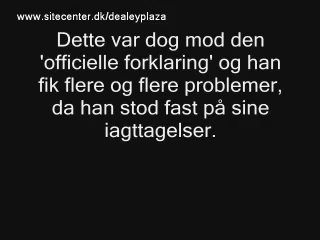 www.sitecenter.dk/dealeyplaza
Dette var dog mod den
'officielle forklaring' og han
fik flere og flere problemer,
da han stod fast på sine
iagttagelser.